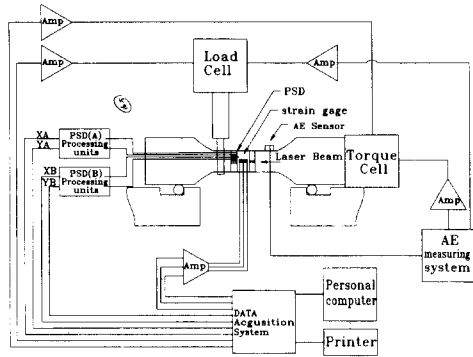 Amp
Amp
Load
Cell
Amp
PSD
strain gage
AE Sensor
XA
YA
PSD(A)
Processing
units
XB
YB
PSD(B)
Processing
units
Laser Beam
Torque
Cell
Amp
AE
measuring
system
Amp
DATA
Acqusition
System
Personal
computer
Printer